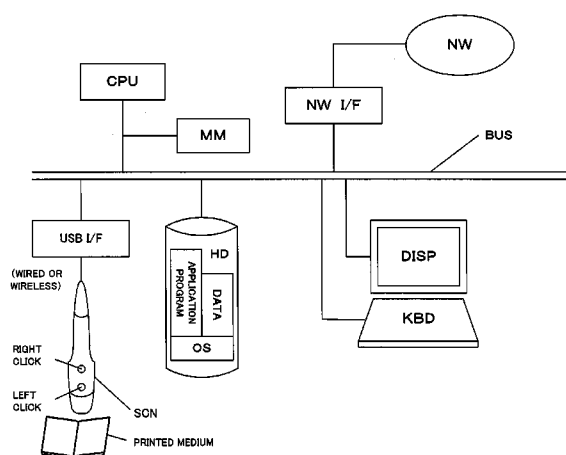 NW
CPU
NW I/F
MM
BUS
USB I/F
(WIRED OR
WIRELESS)
HD
APPLICATION
PROGRAM
DATA
OS
DISP
KBD
RIGHT
CLICK
LEFT
CLICK
SCN
PRINTED MEDIUM